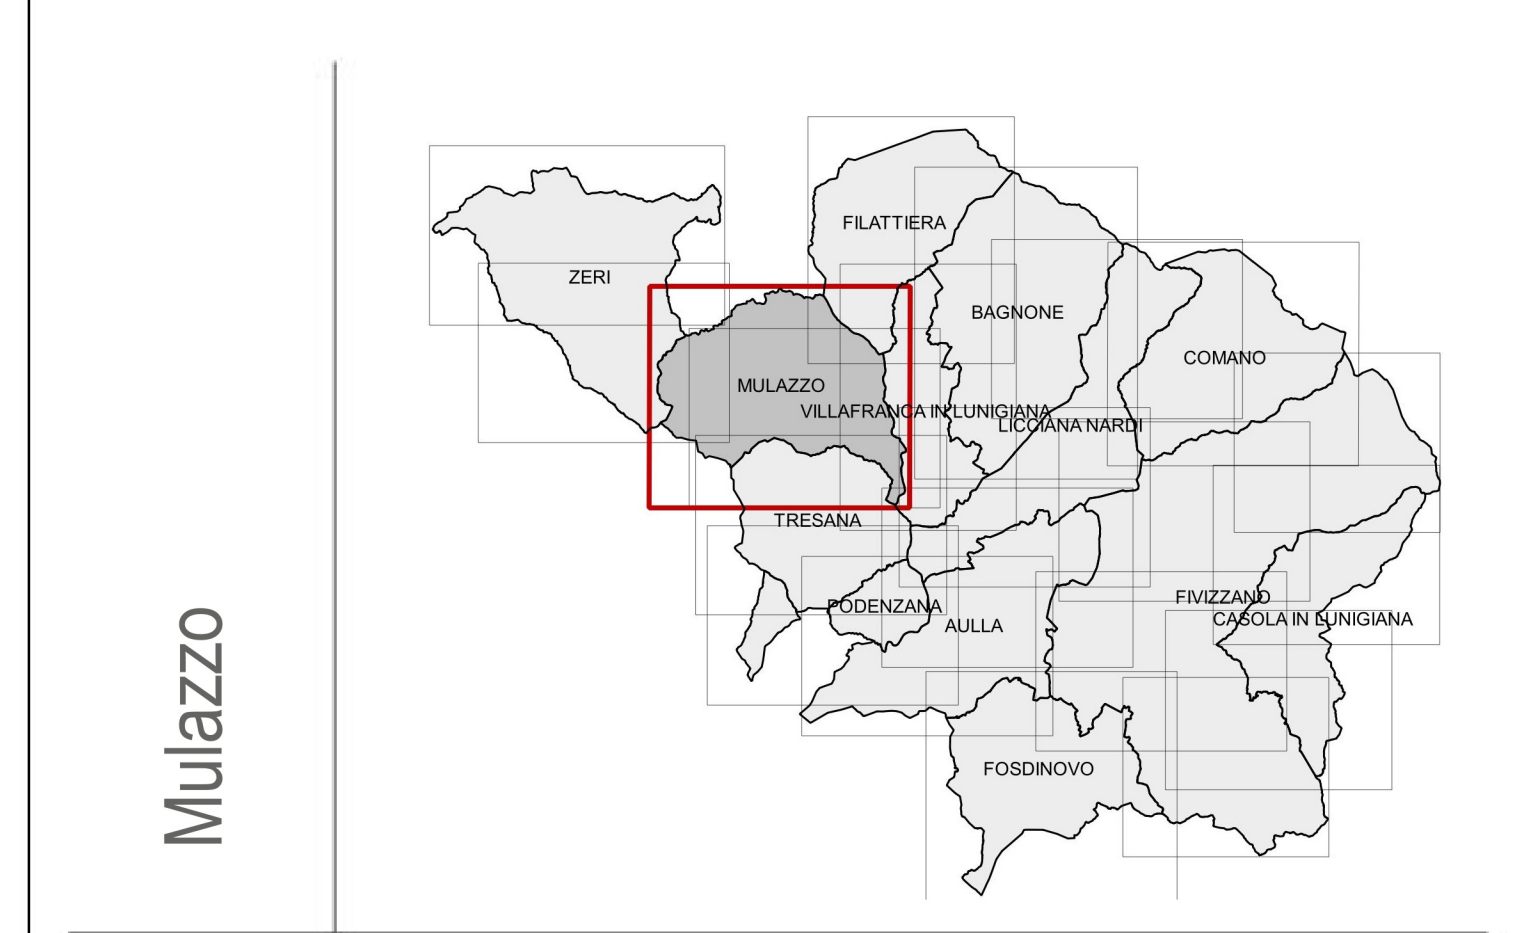 Mulazzo
FILATTIERA
ZERI
BAGNONE
COMANO
MULAZZO
VILLAFRANCA IN LUNIGIANA
LICCIANA NARDI
TRESANA
FIVIZZANO
PODENZANA
CASOLA IN LUNIGIANA
AULLA
FOSDINOVO